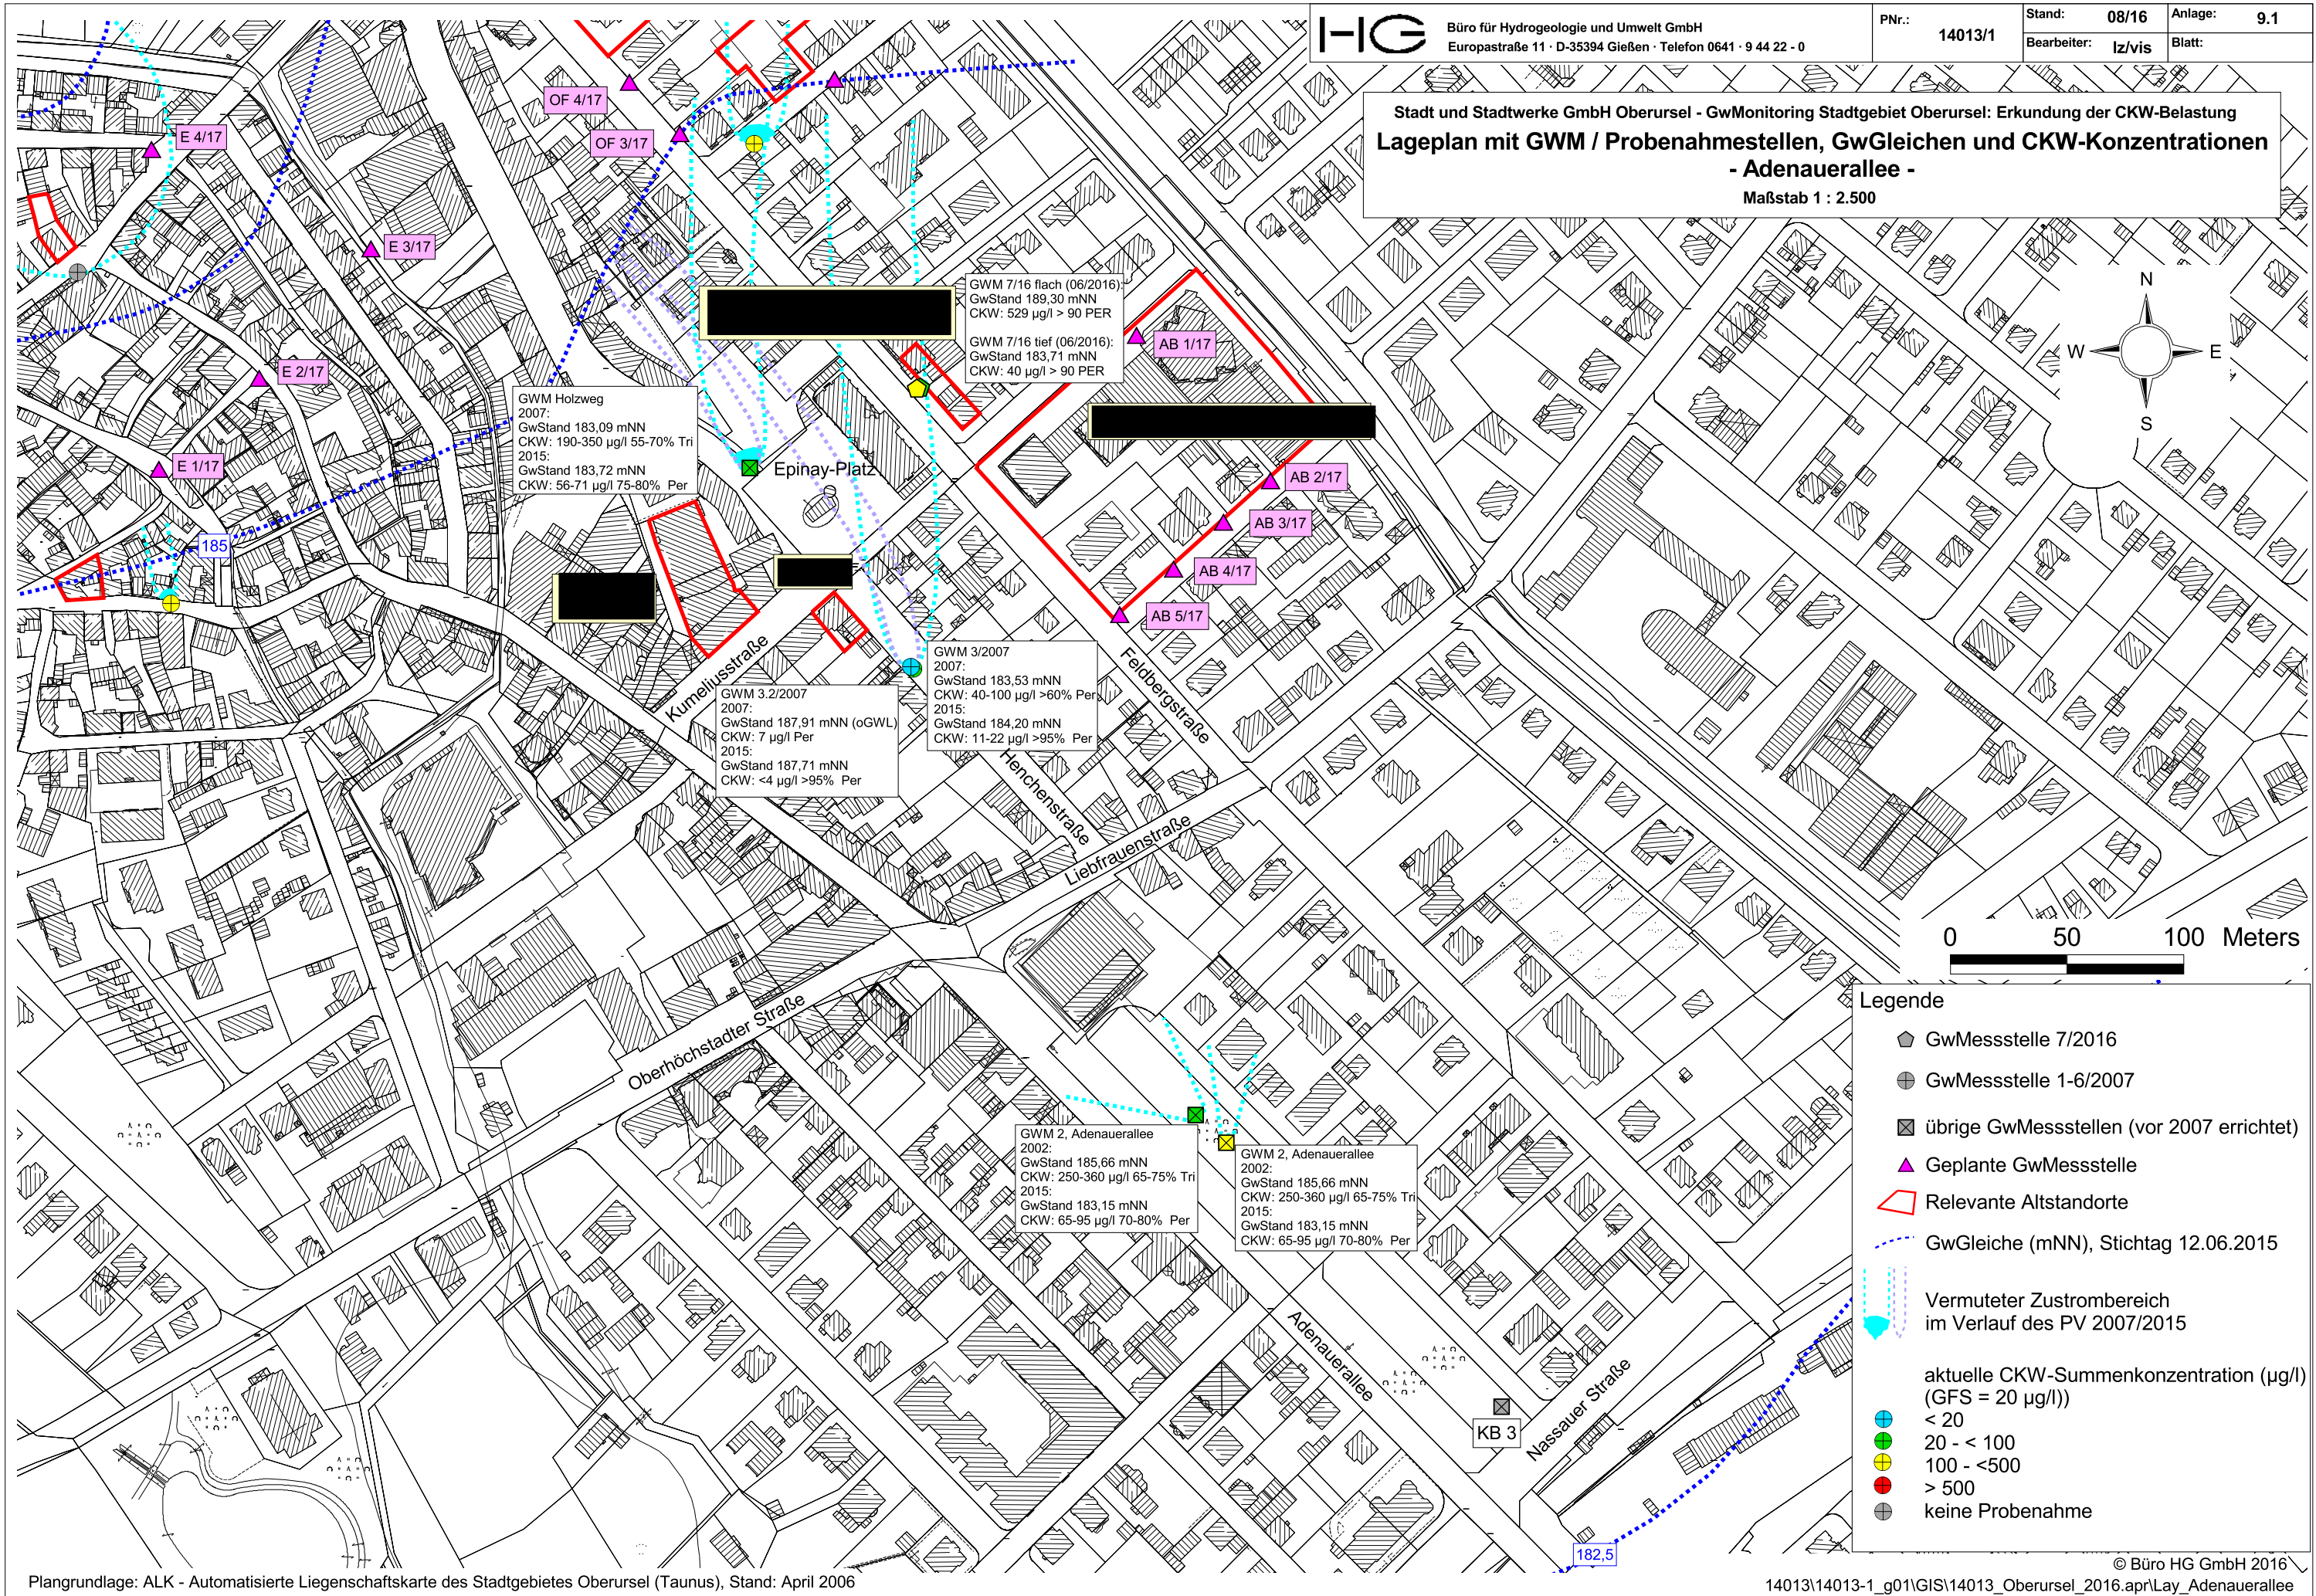 HG
Büro für Hydrogeologie und Umwelt GmbH
Europastraße 11 · D-35394 Gießen · Telefon 0641 · 9 44 22 - 0
PNr.:
14013/1
Stand: 08/16
Anlage: 9.1
Bearbeiter: lz/vis
Blatt:
Stadt und Stadtwerke GmbH Oberursel - GwMonitoring Stadtgebiet Oberursel: Erkundung der CKW-Belastung
Lageplan mit GWM / Probenahmestellen, GwGleichen und CKW-Konzentrationen
- Adenauerallee -
Maßstab 1 : 2.500
OF 4/17
OF 3/17
E 4/17
E 3/17
E 2/17
E 1/17
185
GWM 7/16 flach (06/2016):
GwStand 189,30 mNN
CKW: 529 µg/l > 90 PER
GWM 7/16 tief (06/2016):
GwStand 183,71 mNN
CKW: 40 µg/l > 90 PER
AB 1/17
AB 2/17
AB 3/17
AB 4/17
AB 5/17
N
W
E
S
GWM Holzweg
2007:
GwStand 183,09 mNN
CKW: 190-350 µg/l 55-70% Tri
2015:
GwStand 183,72 mNN
CKW: 56-71 µg/l 75-80% Per
Epinay-Platz
GWM 3/2007
2007:
GwStand 183,53 mNN
CKW: 40-100 µg/l >60% Per
2015:
GwStand 184,20 mNN
CKW: 11-22 µg/l >95% Per
GWM 3.2/2007
2007:
GwStand 187,91 mNN (oGWL)
CKW: 7 µg/l Per
2015:
GwStand 187,71 mNN
CKW: <4 µg/l >95% Per
Kumeliusstraße
Feldbergstraße
Henchenstraße
Liebfrauenstraße
Oberhöchstadter Straße
GWM 2, Adenauerallee
2002:
GwStand 185,66 mNN
CKW: 250-360 µg/l 65-75% Tri
2015:
GwStand 183,15 mNN
CKW: 65-95 µg/l 70-80% Per
GWM 2, Adenauerallee
2002:
GwStand 185,66 mNN
CKW: 250-360 µg/l 65-75% Tri
2015:
GwStand 183,15 mNN
CKW: 65-95 µg/l 70-80% Per
Adenauerallee
Nassauer Straße
KB 3
182,5
0 50 100 Meters
Legende
GwMessstelle 7/2016
GwMessstelle 1-6/2007
übrige GwMessstellen (vor 2007 errichtet)
Geplante GwMessstelle
Relevante Altstandorte
GwGleiche (mNN), Stichtag 12.06.2015
Vermuteter Zustrombereich
im Verlauf des PV 2007/2015
aktuelle CKW-Summenkonzentration (µg/l)
(GFS = 20 µg/l))
< 20
20 - < 100
100 - <500
> 500
keine Probenahme
© Büro HG GmbH 2016
Plangrundlage: ALK - Automatisierte Liegenschaftskarte des Stadtgebietes Oberursel (Taunus), Stand: April 2006
14013\14013-1_g01\GIS\14013_Oberursel_2016.apr\Lay_Adenauerallee